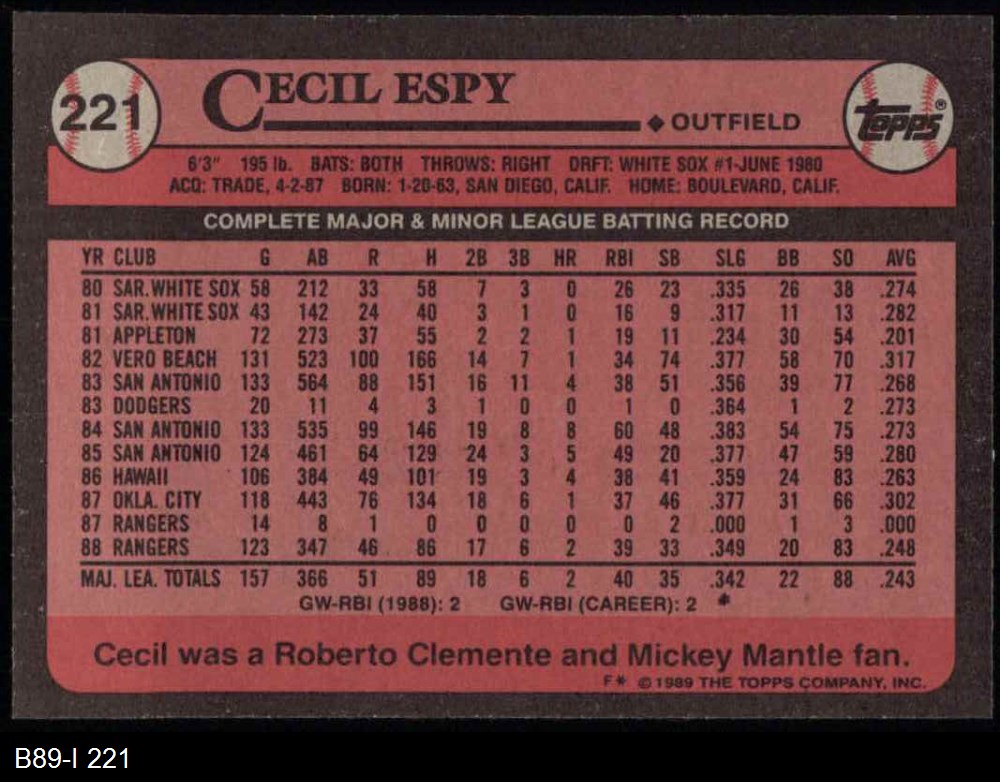 221
CECIL ESPY
◆ OUTFIELD
TOPPS®
6'3" 195 lb. BATS: BOTH THROWS: RIGHT DRFT: WHITE SOX #1-JUNE 1980
ACQ: TRADE, 4-2-87 BORN: 1-20-63, SAN DIEGO, CALIF. HOME: BOULEVARD, CALIF.
COMPLETE MAJOR & MINOR LEAGUE BATTING RECORD
YR CLUB G AB R H 2B 3B HR RBI SB SLG BB SO AVG
80 SAR. WHITE SOX 58 212 33 58 7 3 0 26 23 .335 26 38 .274
81 SAR. WHITE SOX 43 142 24 40 3 1 0 16 9 .317 11 13 .282
81 APPLETON 72 273 37 55 2 2 1 19 11 .234 30 54 .201
82 VERO BEACH 131 523 100 166 14 7 1 34 74 .377 58 70 .317
83 SAN ANTONIO 133 564 88 151 16 11 4 38 51 .356 39 77 .268
83 DODGERS 20 11 4 3 1 0 0 1 0 .364 1 2 .273
84 SAN ANTONIO 133 535 99 146 19 8 8 60 48 .383 54 75 .273
85 SAN ANTONIO 124 461 64 129 24 3 5 49 20 .377 47 59 .280
86 HAWAII 106 384 49 101 19 3 4 38 41 .359 24 83 .263
87 OKLA. CITY 118 443 76 134 18 6 1 37 46 .377 31 66 .302
87 RANGERS 14 8 1 0 0 0 0 0 2 .000 1 3 .000
88 RANGERS 123 347 46 86 17 6 2 39 33 .349 20 83 .248
MAJ. LEA. TOTALS 157 366 51 89 18 6 2 40 35 .342 22 88 .243
GW-RBI (1988): 2 GW-RBI (CAREER): 2 *
Cecil was a Roberto Clemente and Mickey Mantle fan.
F* © 1989 THE TOPPS COMPANY, INC.
B89-I 221